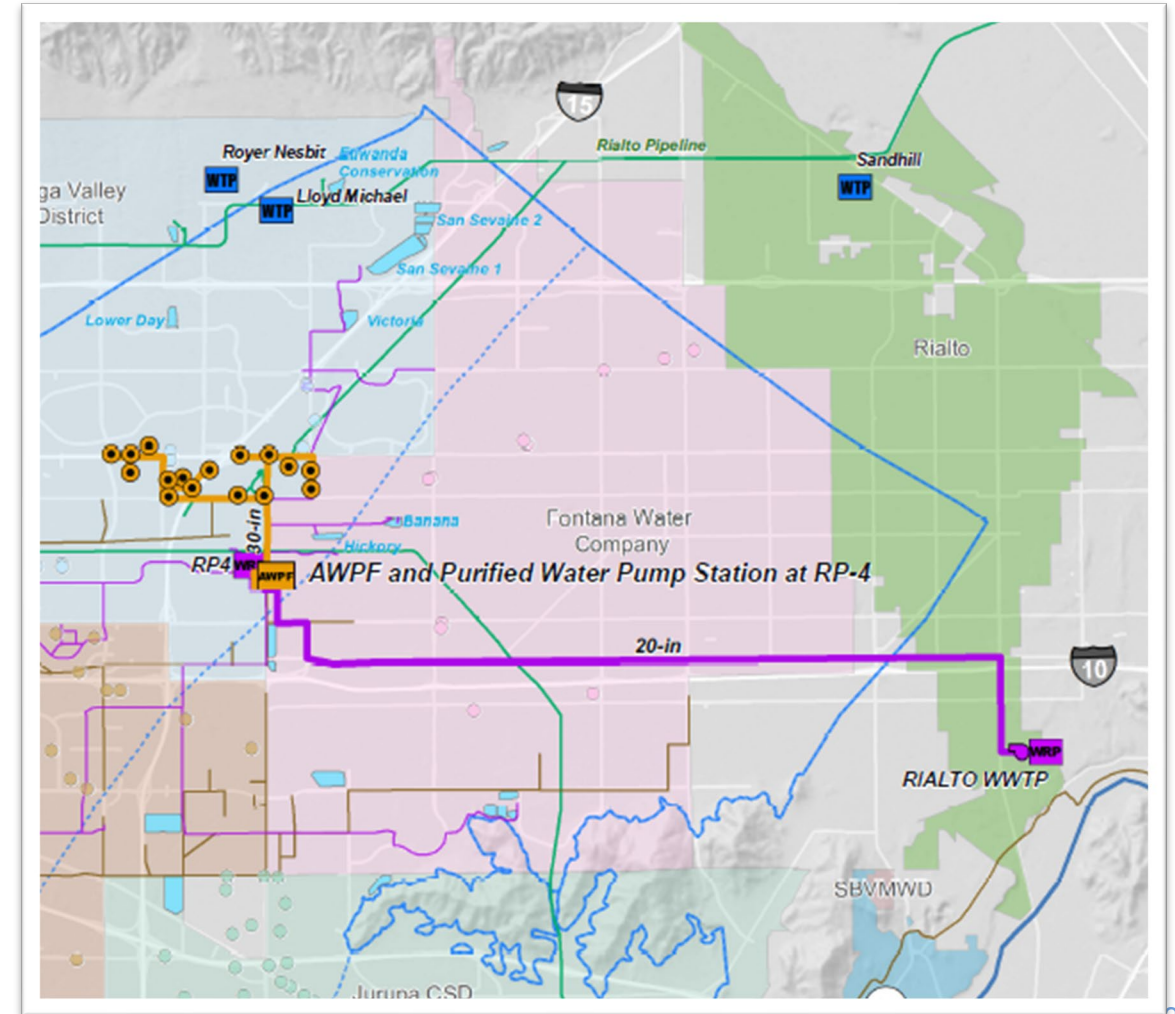 15
Rialto Pipeline
Royer Nesbit
Etiwanda
Conservation
Sandhill
WTP
WTP
WTP
Lloyd Michael
ga Valley
District
San Sevaine 2
San Sevaine 1
Lower Day
Victoria
Rialto
Fontana Water
Company
30-in
Banana
Hickory
RP4
WR
AWPF
AWPF and Purified Water Pump Station at RP-4
20-in
10
WRP
RIALTO WWTP
SBVMWD
Jurupa CSD